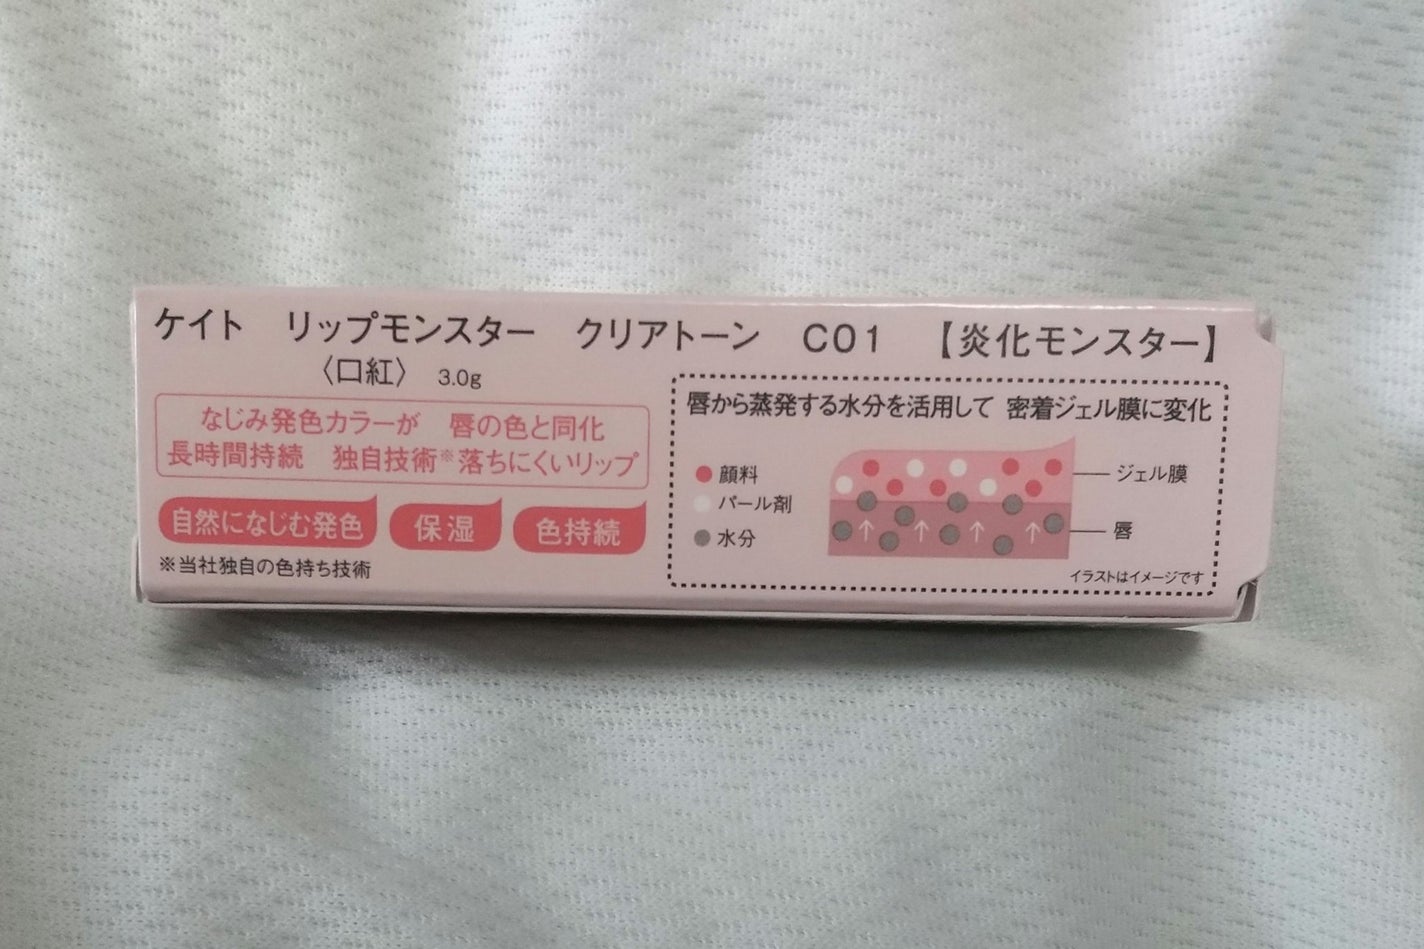 ケイト リップモンスター クリアトーン C01 【炎化モンスター】
〈口紅〉 3.0g
なじみ発色カラーが 唇の色と同化
長時間持続 独自技術※落ちにくいリップ
自然になじむ発色 保湿 色持続
※当社独自の色持ち技術
唇から蒸発する水分を活用して 密着ジェル膜に変化
顔料
パール剤
水分
ジェル膜
唇
イラストはイメージです